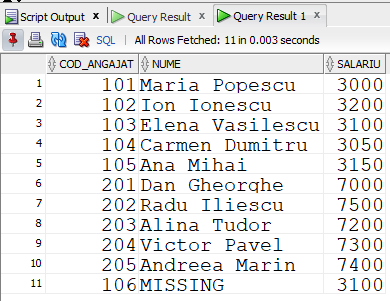 Script Output × Query Result × Query Result 1 ×
SQL | All Rows Fetched: 11 in 0.003 seconds
COD_ANGAJAT NUME SALARIU
1 101 Maria Popescu 3000
2 102 Ion Ionescu 3200
3 103 Elena Vasilescu 3100
4 104 Carmen Dumitru 3050
5 105 Ana Mihai 3150
6 201 Dan Gheorghe 7000
7 202 Radu Iliescu 7500
8 203 Alina Tudor 7200
9 204 Victor Pavel 7300
10 205 Andreea Marin 7400
11 106 MISSING 3100